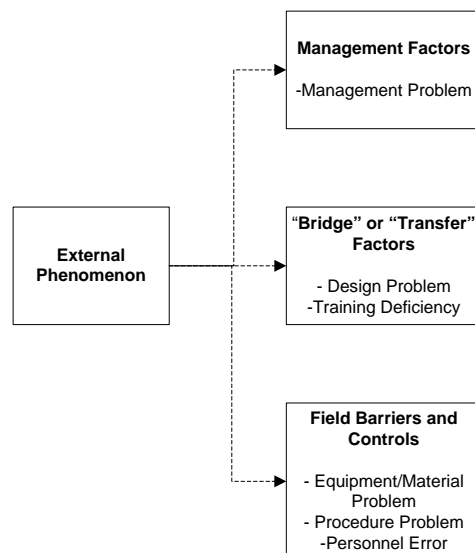 Management Factors
-Management Problem
External
Phenomenon
“Bridge” or “Transfer”
Factors
- Design Problem
-Training Deficiency
Field Barriers and
Controls
- Equipment/Material
Problem
- Procedure Problem
-Personnel Error